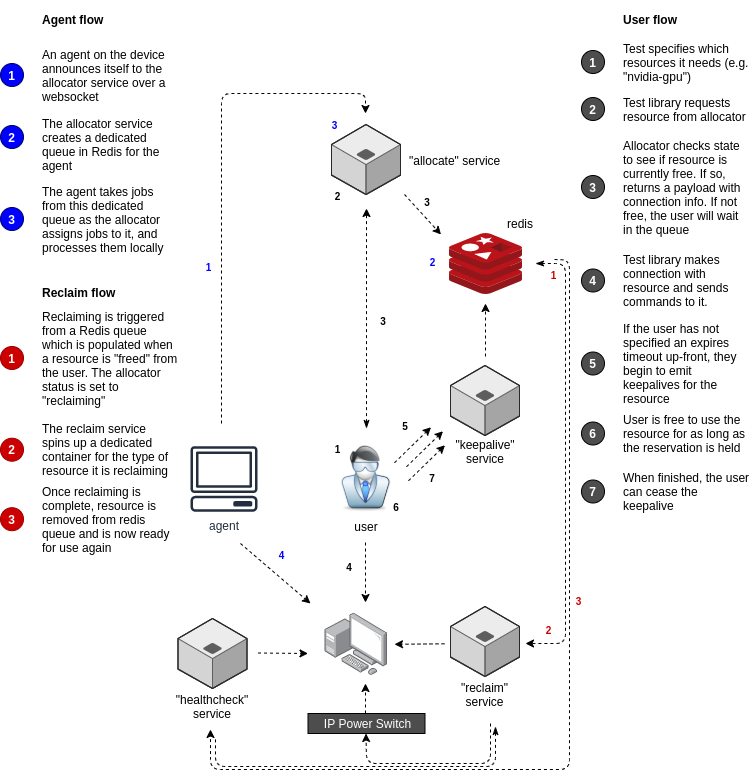 Agent flow
1
An agent on the device
announces itself to the
allocator service over a
websocket
2
The allocator service
creates a dedicated
queue in Redis for the
agent
3
The agent takes jobs
from this dedicated
queue as the allocator
assigns jobs to it, and
processes them locally
Reclaim flow
1
Reclaiming is triggered
from a Redis queue
which is populated when
a resource is "freed" from
the user. The allocator
status is set to
"reclaiming"
2
The reclaim service
spins up a dedicated
container for the type of
resource it is reclaiming
3
Once reclaiming is
complete, resource is
removed from redis
queue and is now ready
for use again
3
"allocate" service
2
3
redis
2
1
1
3
5
"keepalive"
service
1
7
6
agent
user
4
4
3
2
"healthcheck"
service
"reclaim"
service
IP Power Switch
User flow
1
Test specifies which
resources it needs (e.g.
"nvidia-gpu")
2
Test library requests
resource from allocator
3
Allocator checks state
to see if resource is
currently free. If so,
returns a payload with
connection info. If not
free, the user will wait
in the queue
4
Test library makes
connection with
resource and sends
commands to it.
5
If the user has not
specified an expires
timeout up-front, they
begin to emit
keepalives for the
resource
6
User is free to use the
resource for as long as
the reservation is held
7
When finished, the user
can cease the
keepalive